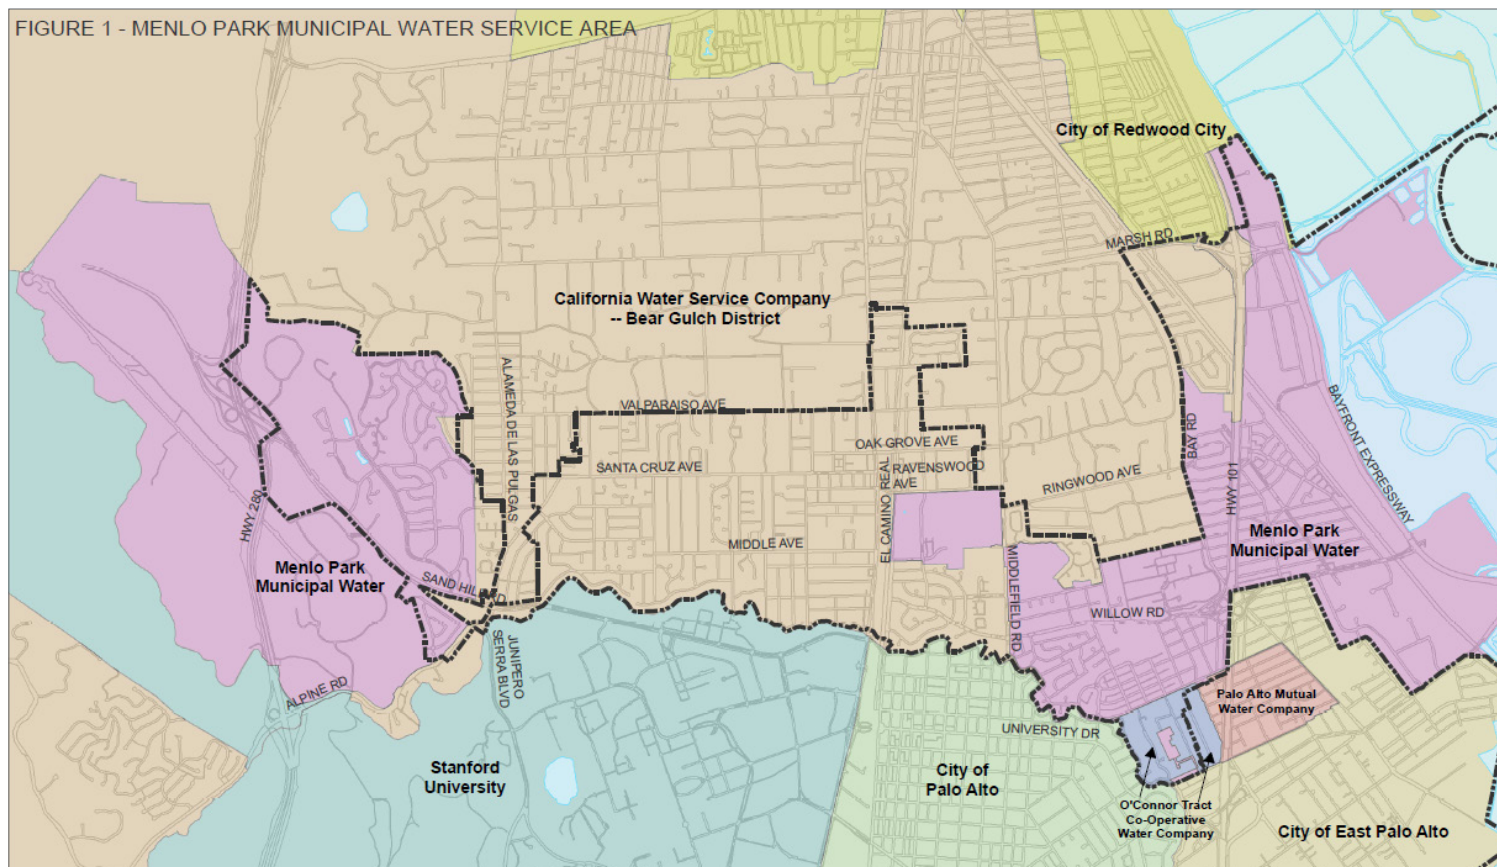 FIGURE 1 - MENLO PARK MUNICIPAL WATER SERVICE AREA
City of Redwood City
MARSH RD
California Water Service Company
-- Bear Gulch District
ALAMEDA DE LAS PULGAS
VALPARAISO AVE
OAK GROVE AVE
SANTA CRUZ AVE
RAVENSWOOD
AVE
EL CAMINO REAL
RINGWOOD AVE
BAY RD
HWY 101
BAYFRONT EXPRESSWAY
HWY 280
MIDDLE AVE
Menlo Park
Municipal Water
Menlo Park
Municipal Water
SAND HILL RD
MIDDLEFIELD RD
WILLOW RD
JUNIPERO
SERRA BLVD
ALPINE RD
Palo Alto Mutual
Water Company
UNIVERSITY DR
Stanford
University
City of
Palo Alto
O'Connor Tract
Co-Operative
Water Company
City of East Palo Alto